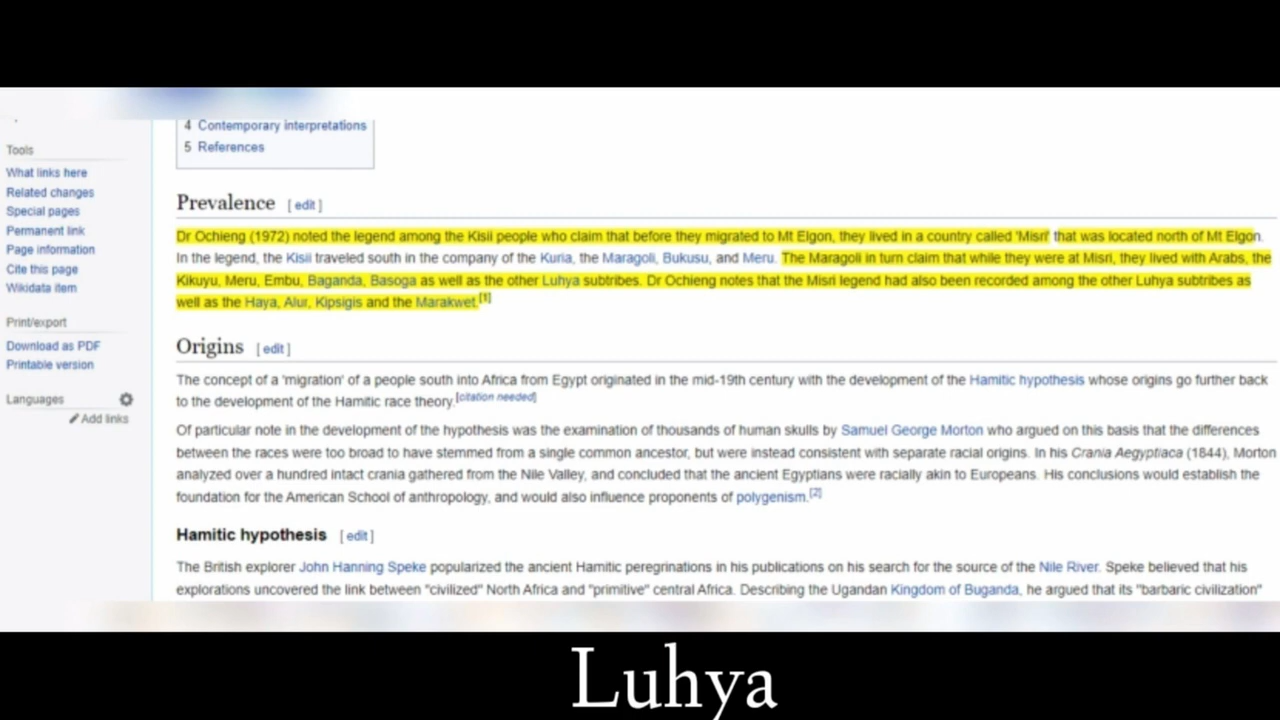 4 Contemporary interpretations
5 References
Tools
What links here
Related changes
Special pages
Permanent link
Page information
Cite this page
Wikidata item
Print/export
Download as PDF
Printable version
Languages
Add links
Prevalence [ edit ]
Dr Ochieng (1972) noted the legend among the Kisii people who claim that before they migrated to Mt Elgon, they lived in a country called 'Misri' that was located north of Mt Elgon.
In the legend, the Kisii traveled south in the company of the Kuria, the Maragoli, Bukusu, and Meru. The Maragoli in turn claim that while they were at Misri, they lived with Arabs, the
Kikuyu, Meru, Embu, Baganda, Basoga as well as the other Luhya subtribes. Dr Ochieng notes that the Misri legend had also been recorded among the other Luhya subtribes as
well as the Haya, Alur, Kipsigis and the Marakwet.[1]
Origins [ edit ]
The concept of a 'migration' of a people south into Africa from Egypt originated in the mid-19th century with the development of the Hamitic hypothesis whose origins go further back
to the development of the Hamitic race theory.[citation needed]
Of particular note in the development of the hypothesis was the examination of thousands of human skulls by Samuel George Morton who argued on this basis that the differences
between the races were too broad to have stemmed from a single common ancestor, but were instead consistent with separate racial origins. In his Crania Aegyptiaca (1844), Morton
analyzed over a hundred intact crania gathered from the Nile Valley, and concluded that the ancient Egyptians were racially akin to Europeans. His conclusions would establish the
foundation for the American School of anthropology, and would also influence proponents of polygenism.[2]
Hamitic hypothesis [ edit ]
The British explorer John Hanning Speke popularized the ancient Hamitic peregrinations in his publications on his search for the source of the Nile River. Speke believed that his
explorations uncovered the link between "civilized" North Africa and "primitive" central Africa. Describing the Ugandan Kingdom of Buganda, he argued that its "barbaric civilization"
Luhya